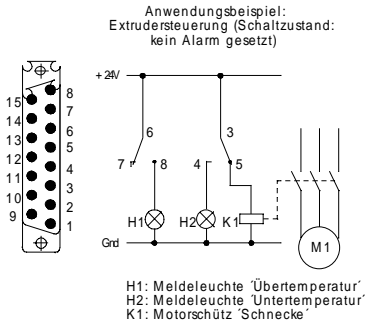 Anwendungsbeispiel:
Extrudersteuerung (Schaltzustand:
kein Alarm gesetzt)
+24V
8
15
7
14
6
13
5
12
4
11
3
10
2
9
1
6
3
7
8
4
5
H1
H2
K1
Gnd
M1
H1: Meldeleuchte ´Übertemperatur´
H2: Meldeleuchte ´Untertemperatur´
K1: Motorschütz ´Schnecke´